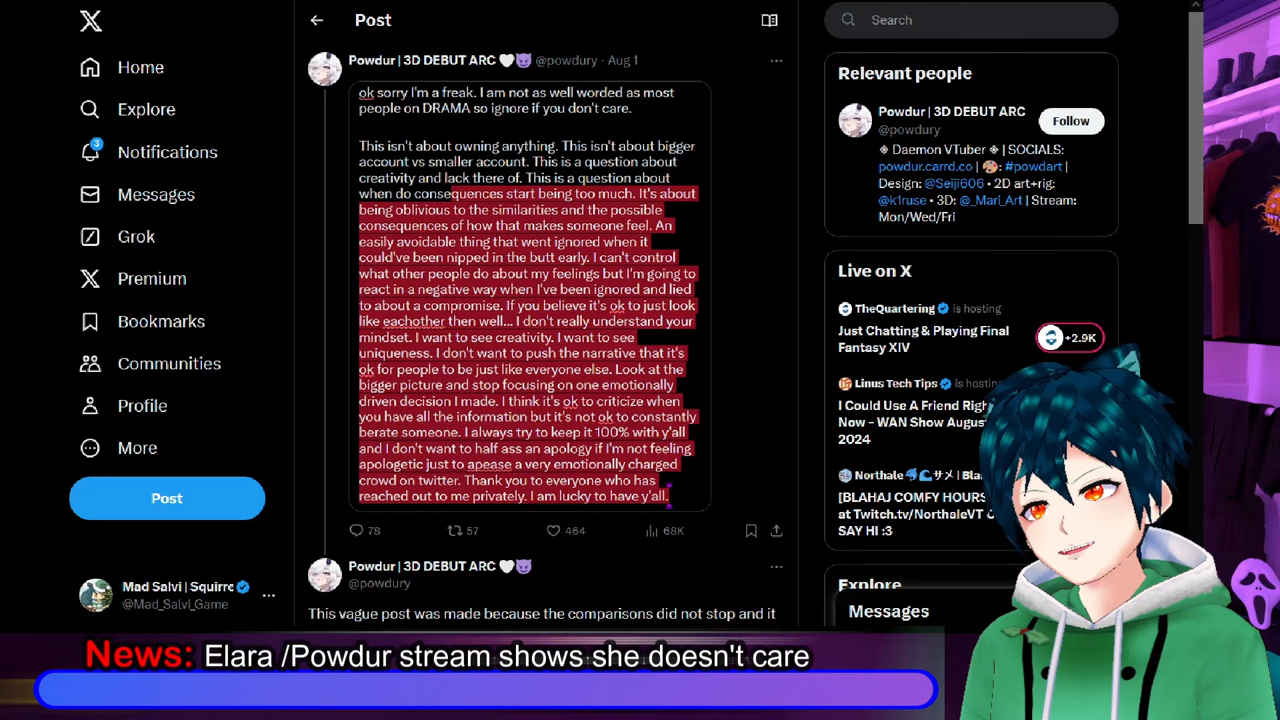 Home
Notifications
3
Messages
Grok
Premium
Bookmarks
Communities
Profile
More
Post
Mad Salvi | Squirro
@Mad_Salvi_Game
Post
Powdur | 3D DEBUT ARC 🤍😈 @powdury · Aug 1
ok sorry I'm a freak. I am not as well worded as most
people on DRAMA so ignore if you don't care.
This isn't about owning anything. This isn't about bigger
account vs smaller account. This is a question about
creativity and lack there of. This is a question about
when do consequences start being too much. It's about
being oblivious to the similarities and the possible
consequences of how that makes someone feel. An
easily avoidable thing that went ignored when it
could've been nipped in the butt early. I can't control
what other people do about my feelings but I'm going to
react in a negative way when I've been ignored and lied
to about a compromise. If you believe it's ok to just look
like eachother then well... I don't really understand your
mindset. I want to see creativity. I want to see
uniqueness. I don't want to push the narrative that it's
ok for people to be just like everyone else. Look at the
bigger picture and stop focusing on one emotionally
driven decision I made. I think it's ok to criticize when
you have all the information but it's not ok to constantly
berate someone. I always try to keep it 100% with y'all
and I don't want to half ass an apology if I'm not feeling
apologetic just to apease a very emotionally charged
crowd on twitter. Thank you to everyone who has
reached out to me privately. I am lucky to have y'all.
78 57 464 68K
Powdur | 3D DEBUT ARC 🤍😈
@powdury
This vague post was made because the comparisons did not stop and it
Search
Relevant people
Powdur | 3D DEBUT ARC
@powdury
Follow
◈ Daemon VTuber ◈ | SOCIALS:
powdur.carrd.co | 🎨: #powdart |
Design: @Seiji606 • 2D art+rig:
@k1ruse • 3D: @_Mari_Art | Stream:
Mon/Wed/Fri
Live on X
TheQuartering is hosting
Just Chatting & Playing Final
Fantasy XIV
+2.9K
Linus Tech Tips is hosting
I Could Use A Friend Righ
Now - WAN Show August
2024
Northale 🦈🌊サメ | Bla
[BLAHAJ COMFY HOURS
at Twitch.tv/NorthaleVT C
SAY HI :3
Explore
Messages
News: Elara /Powdur stream shows she doesn't care